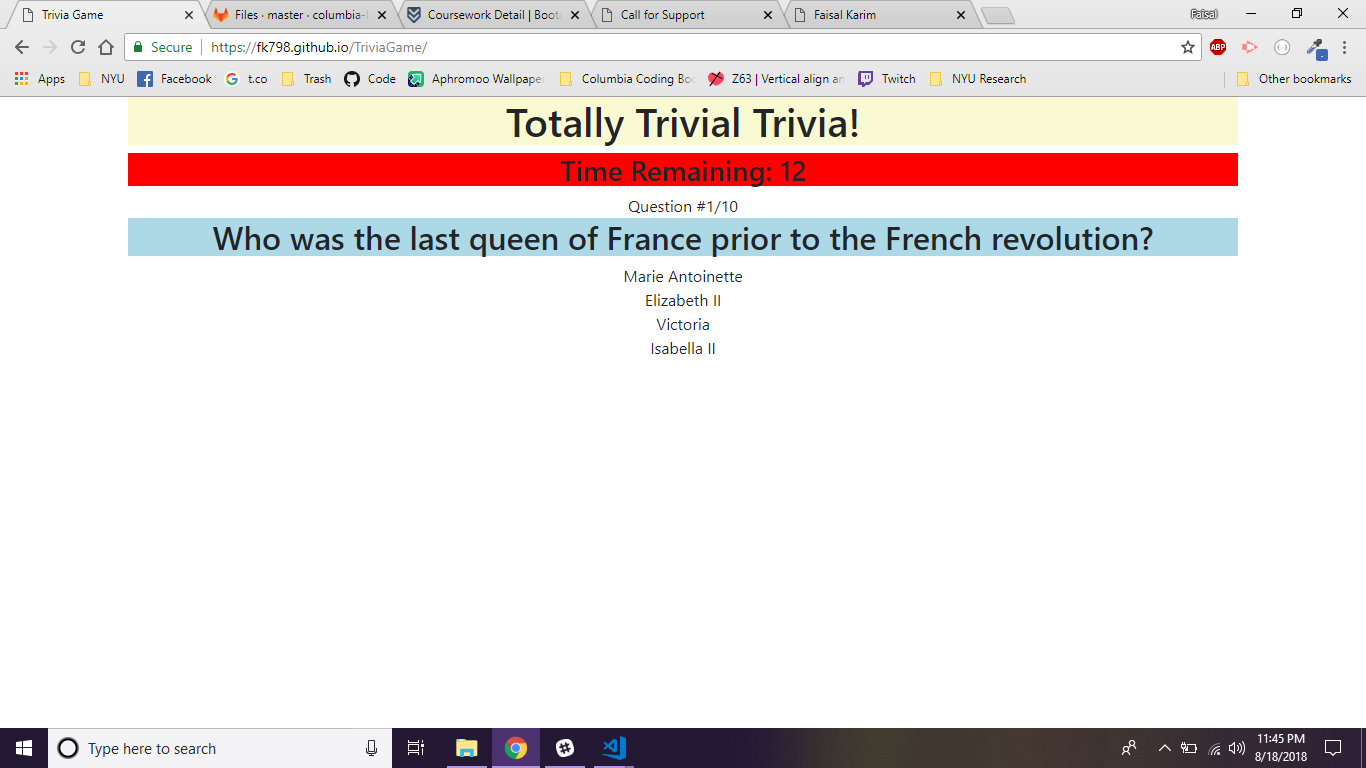 Trivia Game
Files · master · columbia-
Coursework Detail | Boot
Call for Support
Faisal Karim
Faisal
Secure
https://fk798.github.io/TriviaGame/
ABP
Apps
NYU
Facebook
t.co
Trash
Code
Aphromoo Wallpape
Columbia Coding Boo
Z63 | Vertical align an
Twitch
NYU Research
Other bookmarks
Totally Trivial Trivia!
Time Remaining: 12
Question #1/10
Who was the last queen of France prior to the French revolution?
Marie Antoinette
Elizabeth II
Victoria
Isabella II
Type here to search
11:45 PM
8/18/2018